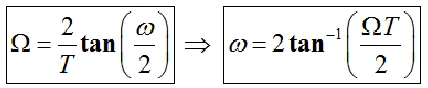 Ω = 2/T tan(ω/2) ⇒ ω = 2 tan⁻¹(ΩT/2)